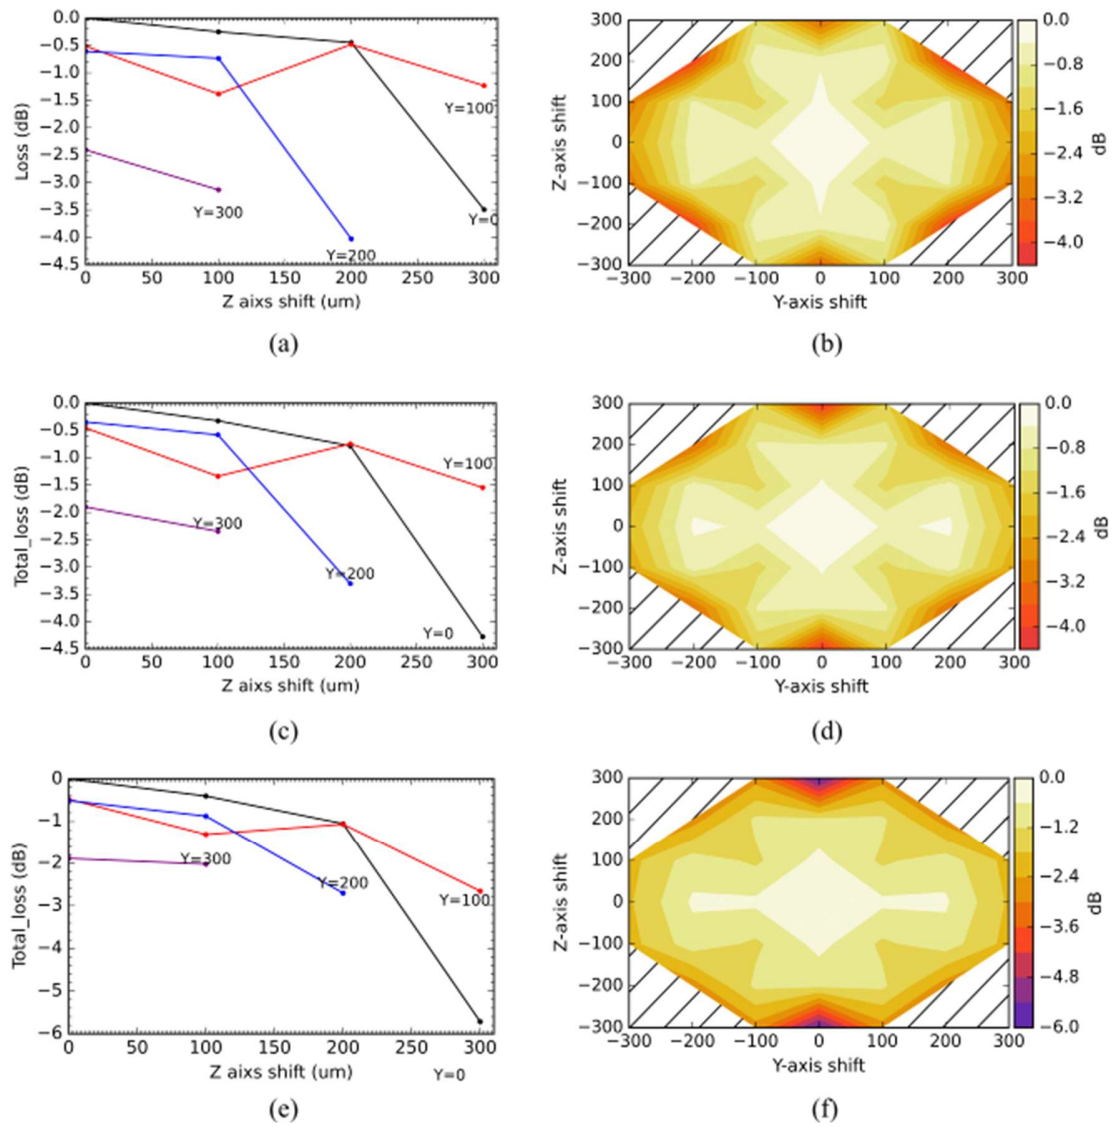 0.0
−0.5
−1.0
−1.5
−2.0
−2.5
−3.0
−3.5
−4.0
−4.5
Loss (dB)
Y=100
Y=300
Y=0
Y=200
0 50 100 150 200 250 300
Z aixs shift (um)
(a)
300
200
100
0
−100
−200
−300
Z-axis shift
−300 −200 −100 0 100 200 300
Y-axis shift
0.0
−0.8
−1.6
−2.4
−3.2
−4.0
dB
(b)
0.0
−0.5
−1.0
−1.5
−2.0
−2.5
−3.0
−3.5
−4.0
−4.5
Total_loss (dB)
Y=100
Y=300
Y=200
Y=0
0 50 100 150 200 250 300
Z aixs shift (um)
(c)
300
200
100
0
−100
−200
−300
Z-axis shift
−300 −200 −100 0 100 200 300
Y-axis shift
0.0
−0.8
−1.6
−2.4
−3.2
−4.0
dB
(d)
0
−1
−2
−3
−4
−5
−6
Total_loss (dB)
Y=300
Y=200
Y=100
0 50 100 150 200 250 300
Z aixs shift (um)
Y=0
(e)
300
200
100
0
−100
−200
−300
Z-axis shift
−300 −200 −100 0 100 200 300
Y-axis shift
0.0
−1.2
−2.4
−3.6
−4.8
−6.0
dB
(f)